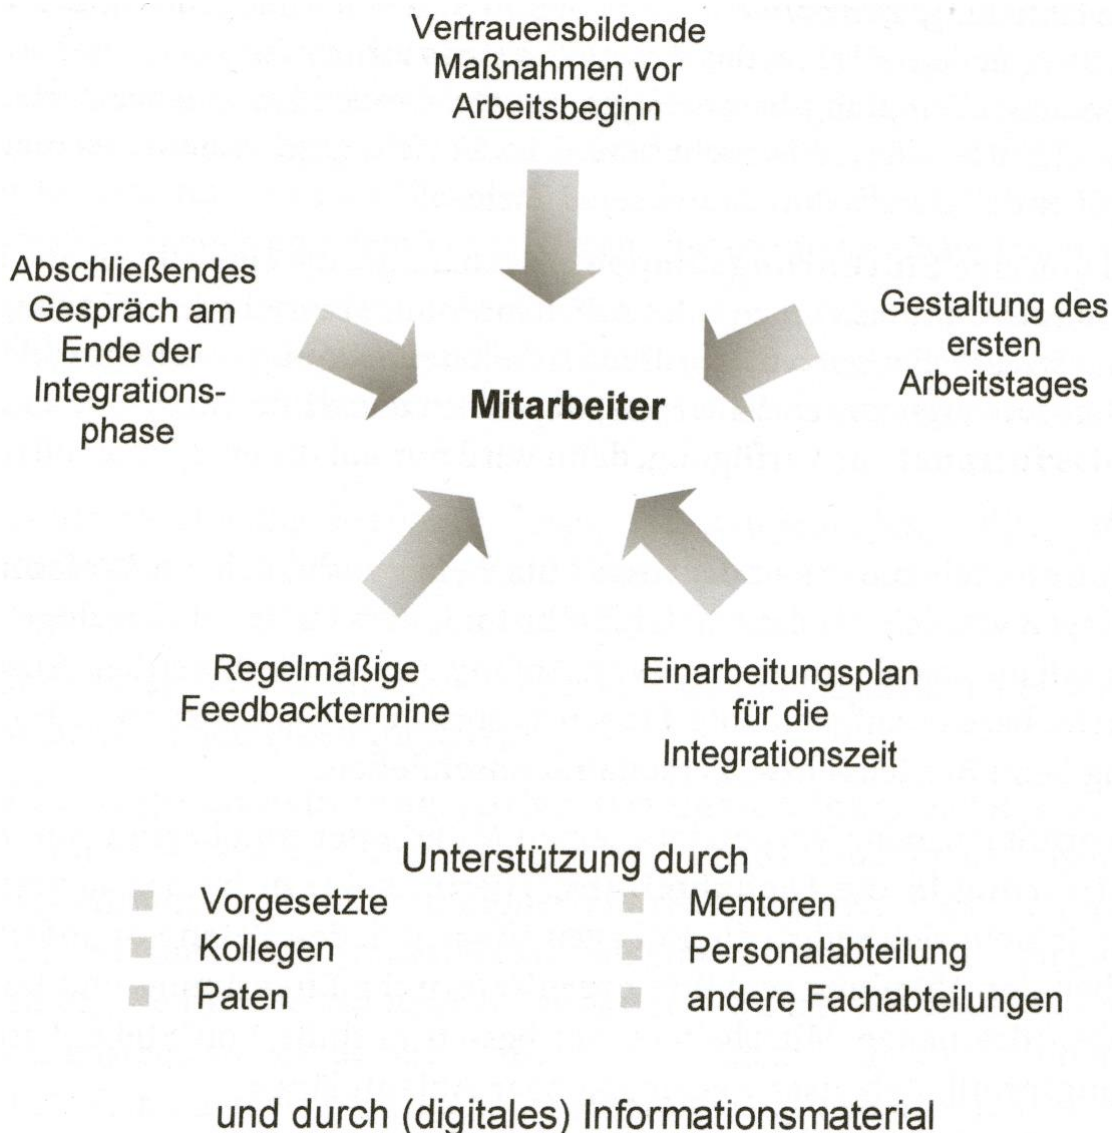 Vertrauensbildende
Maßnahmen vor
Arbeitsbeginn
Abschließendes
Gespräch am
Ende der
Integrations-
phase
Gestaltung des
ersten
Arbeitstages
Mitarbeiter
Regelmäßige
Feedbacktermine
Einarbeitungsplan
für die
Integrationszeit
Unterstützung durch
Vorgesetzte
Kollegen
Paten
Mentoren
Personalabteilung
andere Fachabteilungen
und durch (digitales) Informationsmaterial